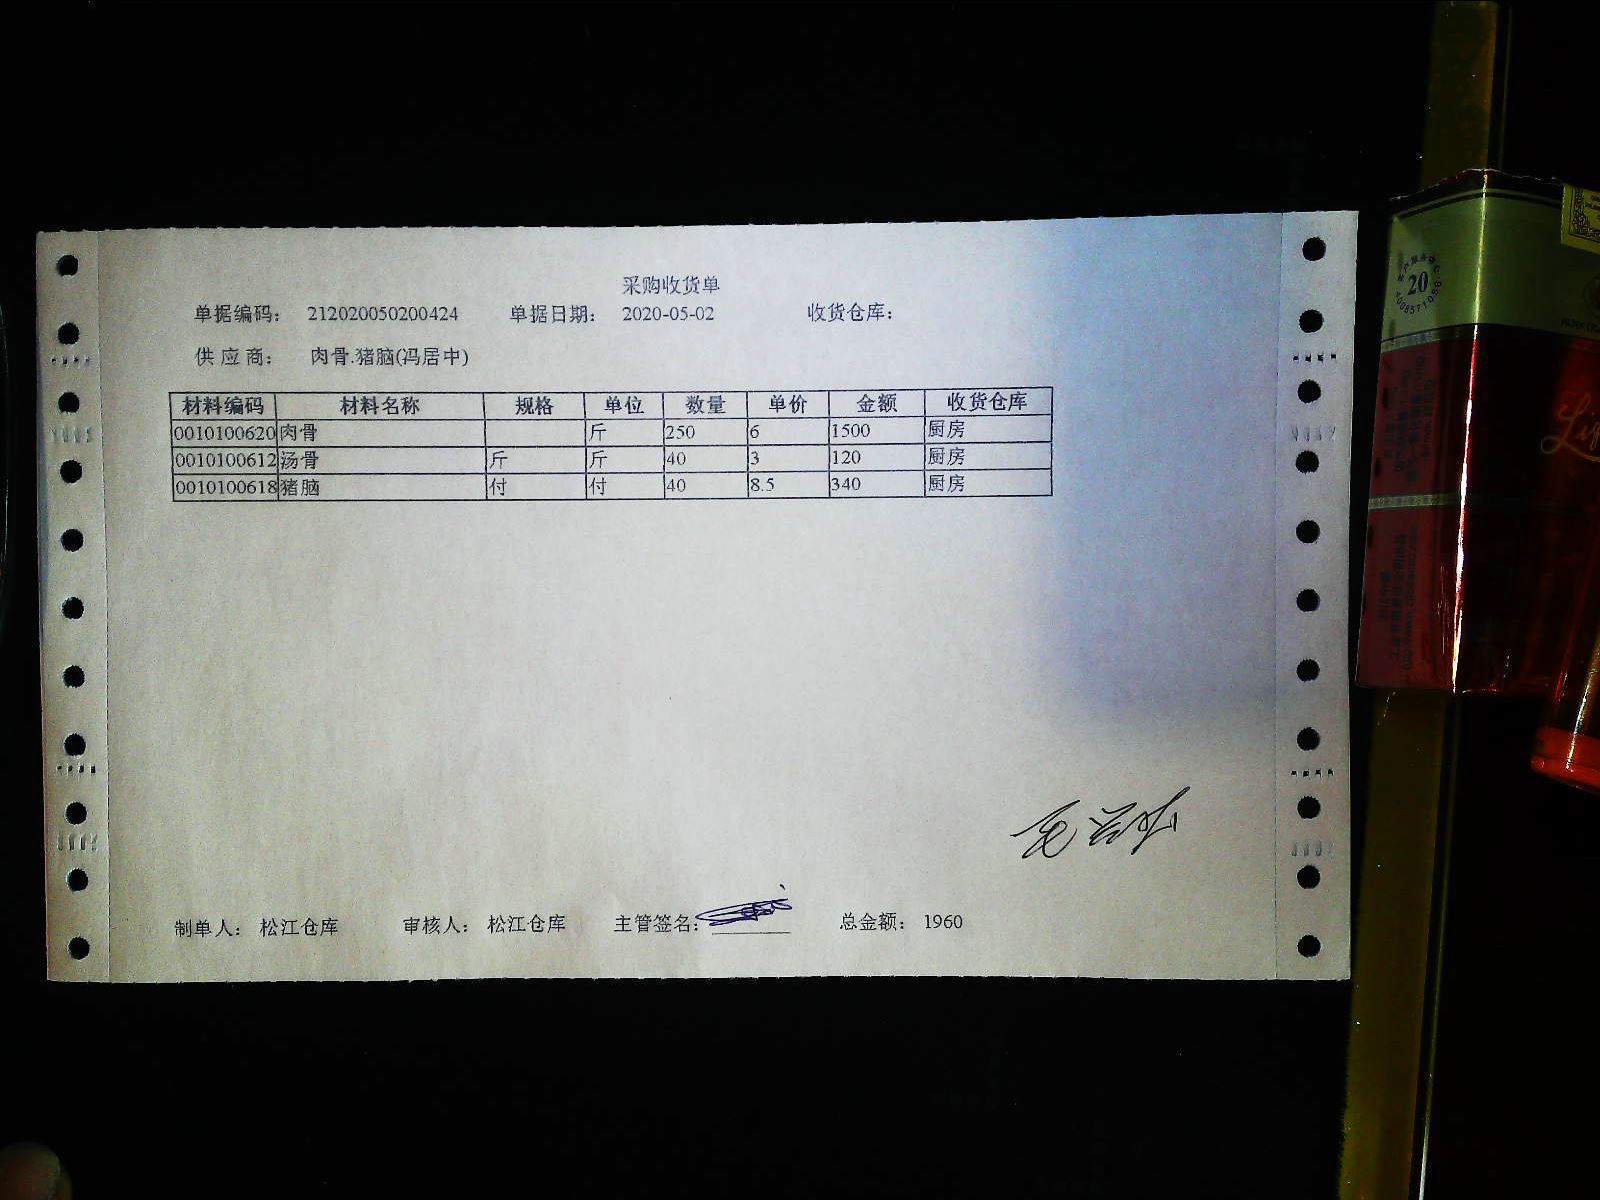 采购收货单
单据编码: 212020050200424 单据日期: 2020-05-02 收货仓库:
供应商: 肉骨.猪脑(冯居中)
材料编码 材料名称 规格 单位 数量 单价 金额 收货仓库
0010100620 肉骨 斤 250 6 1500 厨房
0010100612 汤骨 斤 斤 40 3 120 厨房
0010100618 猪脑 付 付 40 8.5 340 厨房
制单人: 松江仓库 审核人: 松江仓库 主管签名: 总金额: 1960
20